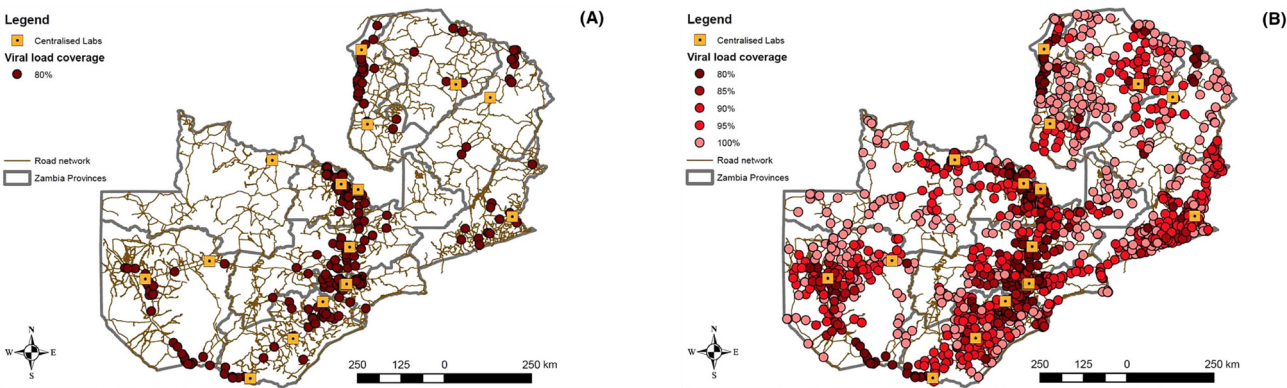 Legend
Centralised Labs
Viral load coverage
80%
Road network
Zambia Provinces
(A)
N
W E
S
250 125 0 250 km
Legend
Centralised Labs
Viral load coverage
80%
85%
90%
95%
100%
Road network
Zambia Provinces
(B)
N
W E
S
250 125 0 250 km